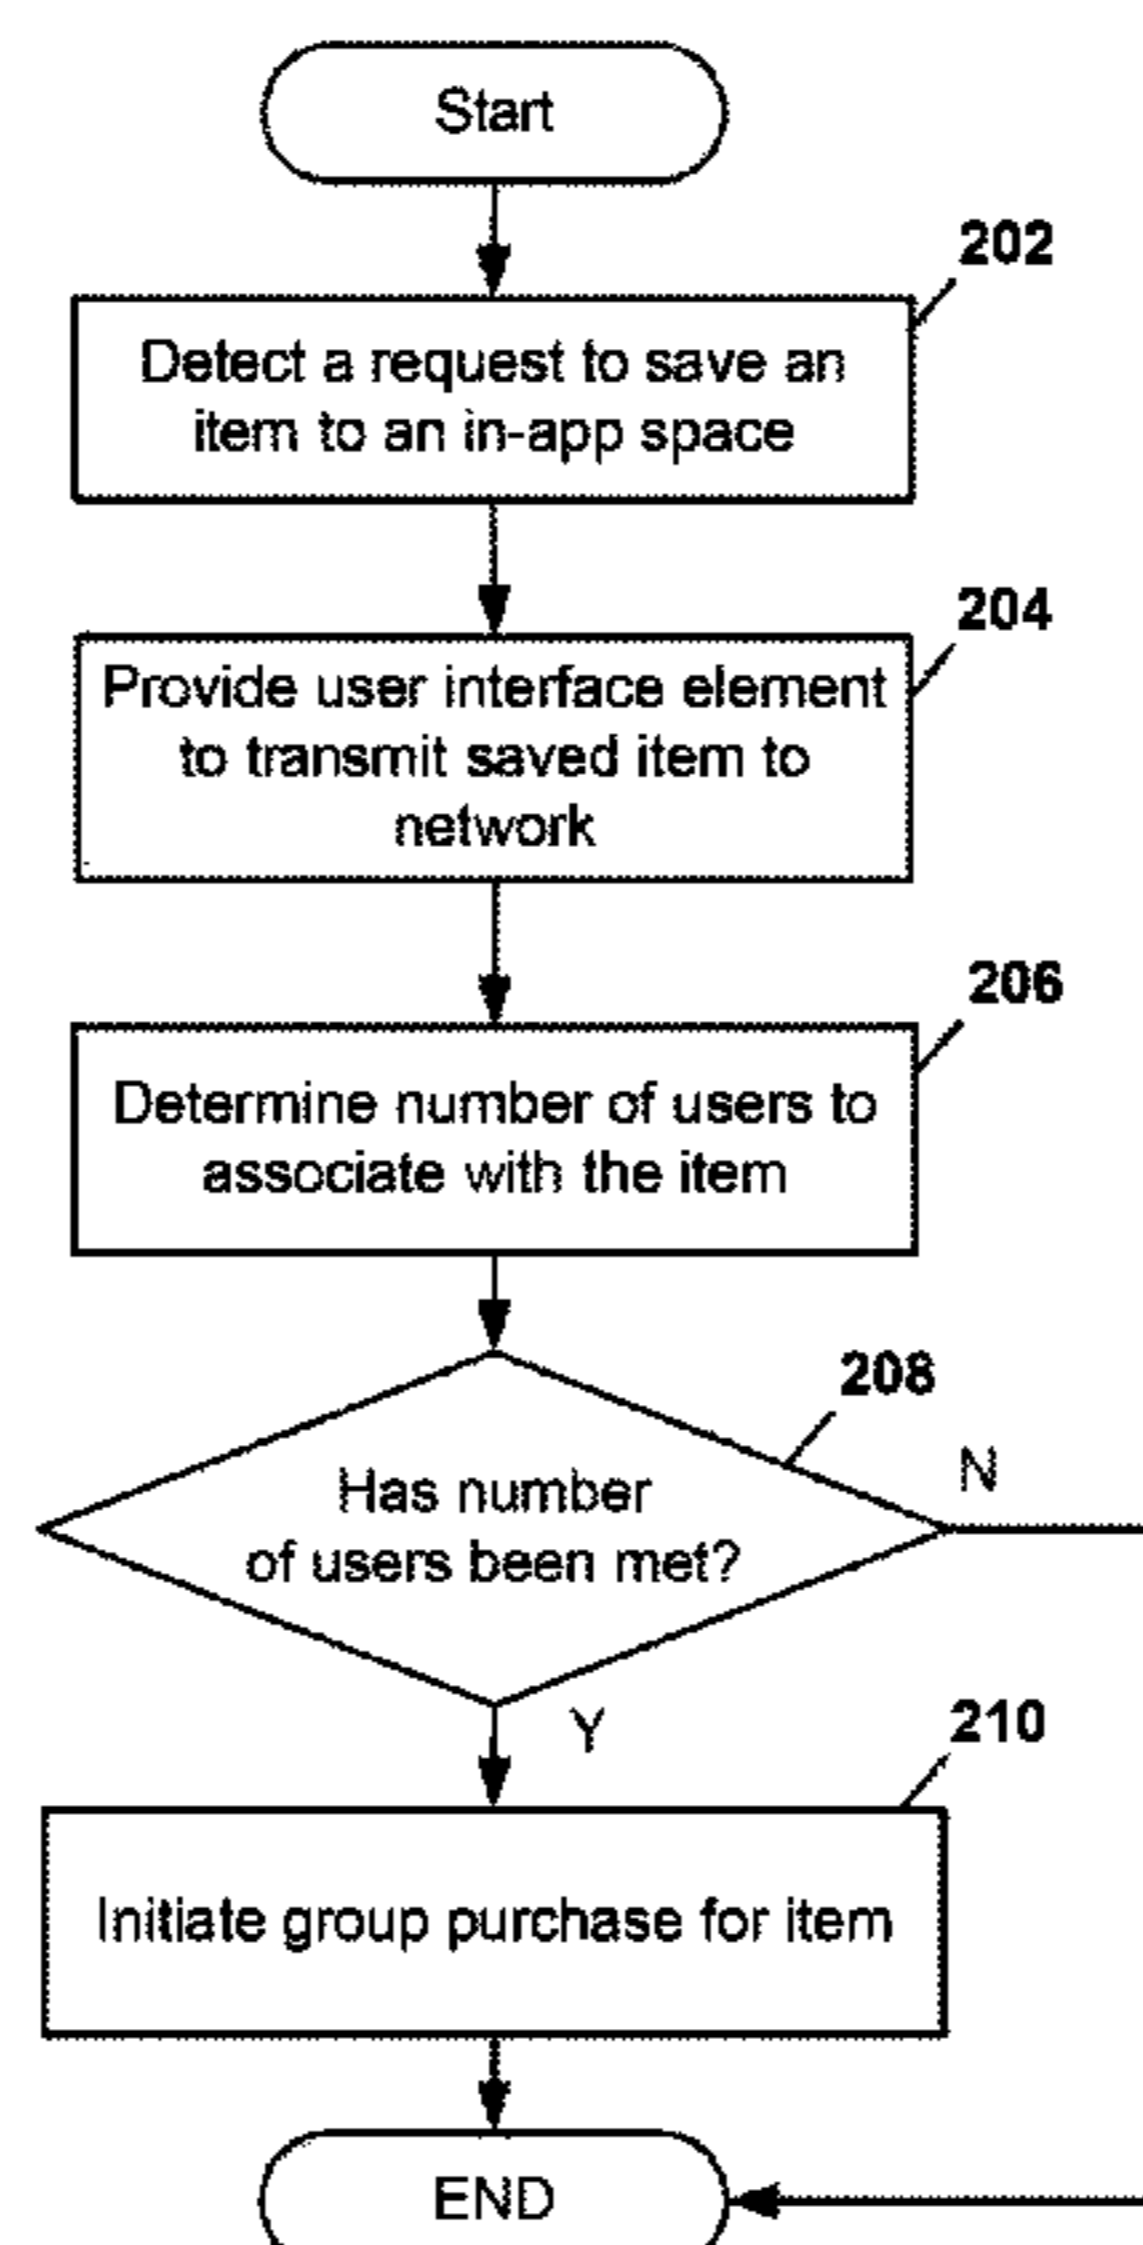 Start
202
Detect a request to save an
item to an in-app space
204
Provide user interface element
to transmit saved item to
network
206
Determine number of users to
associate with the item
208
Has number
of users been met?
N
Y
210
Initiate group purchase for item
END